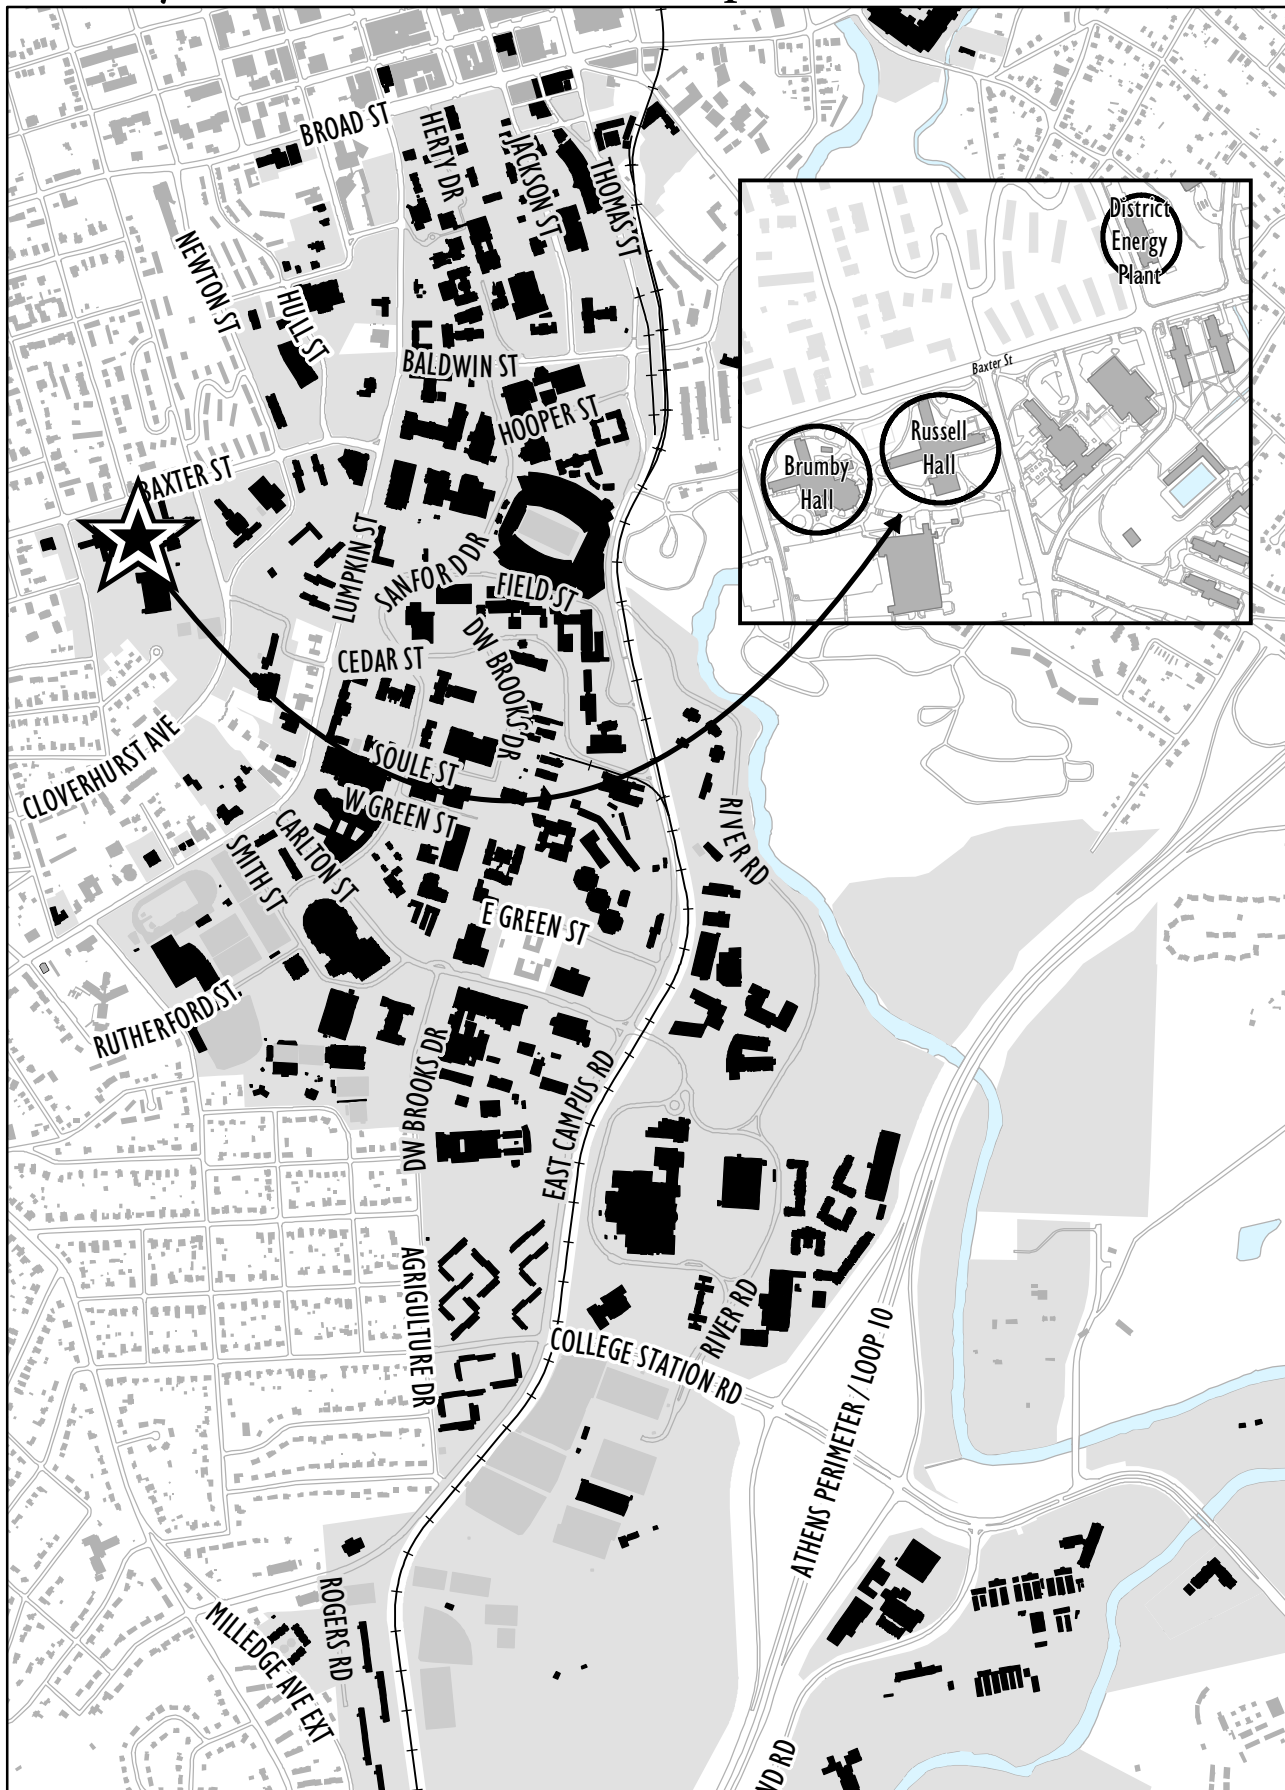 BROAD ST
HERTY DR
JACKSON ST
THOMAS ST
NEWTON ST
HULL ST
BALDWIN ST
HOOPER ST
BAXTER ST
LUMPKIN ST
SANFORD DR
FIELD ST
CEDAR ST
DW BROOKS DR
CLOVERHURST AVE
SOULE ST
W GREEN ST
CARLTON ST
SMITH ST
RIVER RD
E GREEN ST
RUTHERFORD ST.
DW BROOKS DR
EAST CAMPUS RD
AGRIGULTURE DR
RIVER RD
COLLEGE STATION RD
ATHENS PERIMETER / LOOP 10
ROGERS RD
MILLEDGE AVE EXT
ND RD
District
Energy
Plant
Baxter St
Russell
Hall
Brumby
Hall